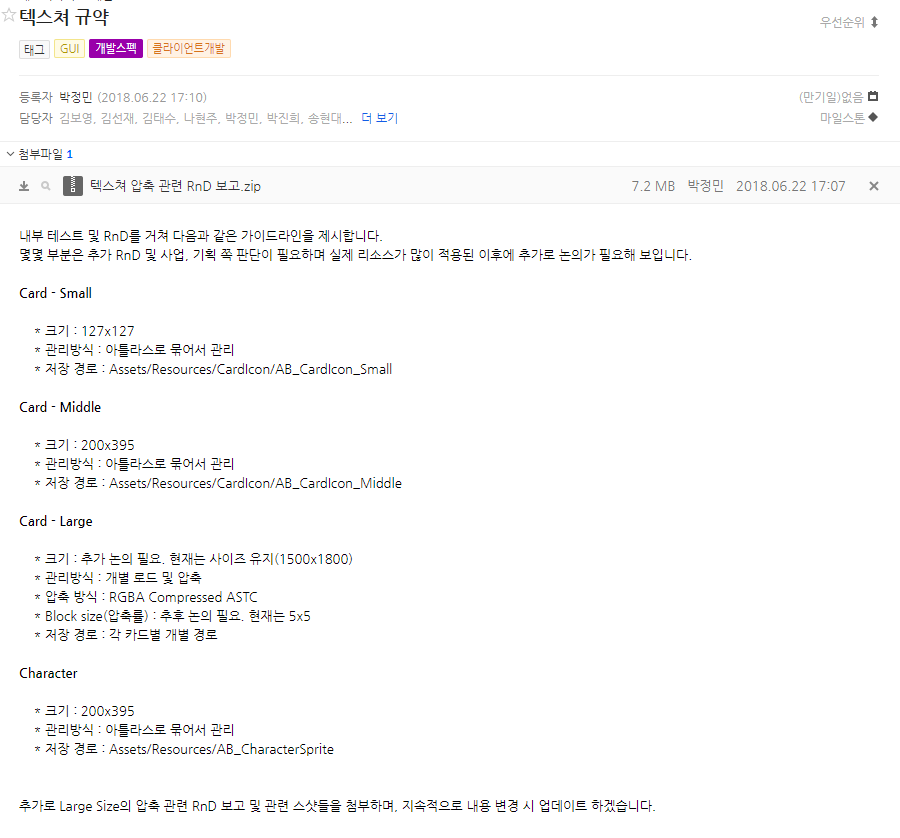 텍스쳐 규약
우선순위
태그 GUI 개발스펙 클라이언트개발
등록자 박정민 (2018.06.22 17:10)
(만기일)없음
담당자 김보영, 김선재, 김태수, 나현주, 박정민, 박진희, 송현대... 더 보기
마일스톤
첨부파일 1
텍스쳐 압축 관련 RnD 보고.zip 7.2 MB 박정민 2018.06.22 17:07
내부 테스트 및 RnD를 거쳐 다음과 같은 가이드라인을 제시합니다.
몇몇 부분은 추가 RnD 및 사업, 기획 쪽 판단이 필요하며 실제 리소스가 많이 적용된 이후에 추가로 논의가 필요해 보입니다.
Card - Small
* 크기 : 127x127
* 관리방식 : 아틀라스로 묶어서 관리
* 저장 경로 : Assets/Resources/CardIcon/AB_CardIcon_Small
Card - Middle
* 크기 : 200x395
* 관리방식 : 아틀라스로 묶어서 관리
* 저장 경로 : Assets/Resources/CardIcon/AB_CardIcon_Middle
Card - Large
* 크기 : 추가 논의 필요. 현재는 사이즈 유지(1500x1800)
* 관리방식 : 개별 로드 및 압축
* 압축 방식 : RGBA Compressed ASTC
* Block size(압축률) : 추후 논의 필요. 현재는 5x5
* 저장 경로 : 각 카드별 개별 경로
Character
* 크기 : 200x395
* 관리방식 : 아틀라스로 묶어서 관리
* 저장 경로 : Assets/Resources/AB_CharacterSprite
추가로 Large Size의 압축 관련 RnD 보고 및 관련 스샷들을 첨부하며, 지속적으로 내용 변경 시 업데이트 하겠습니다.